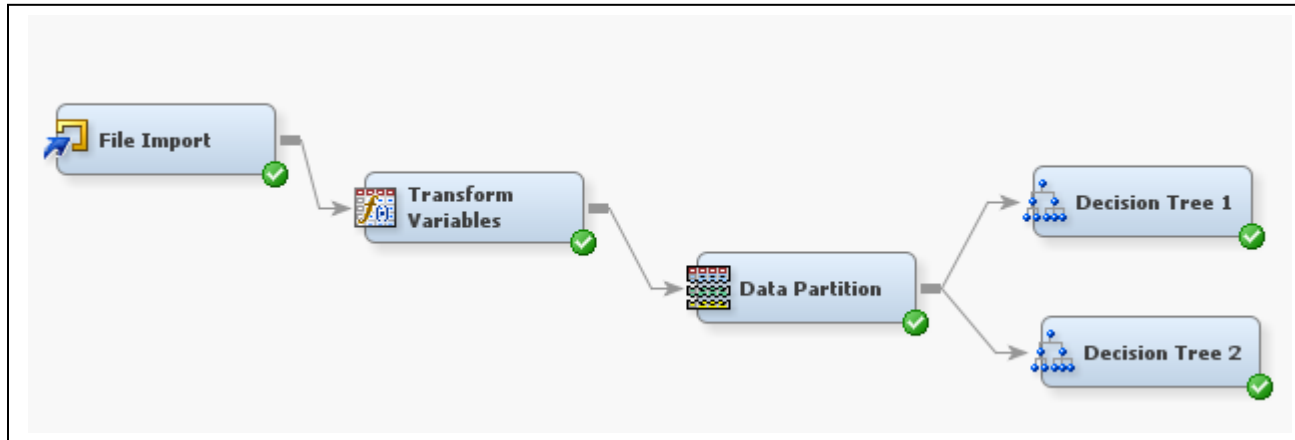 File Import
Transform
Variables
Data Partition
Decision Tree 1
Decision Tree 2